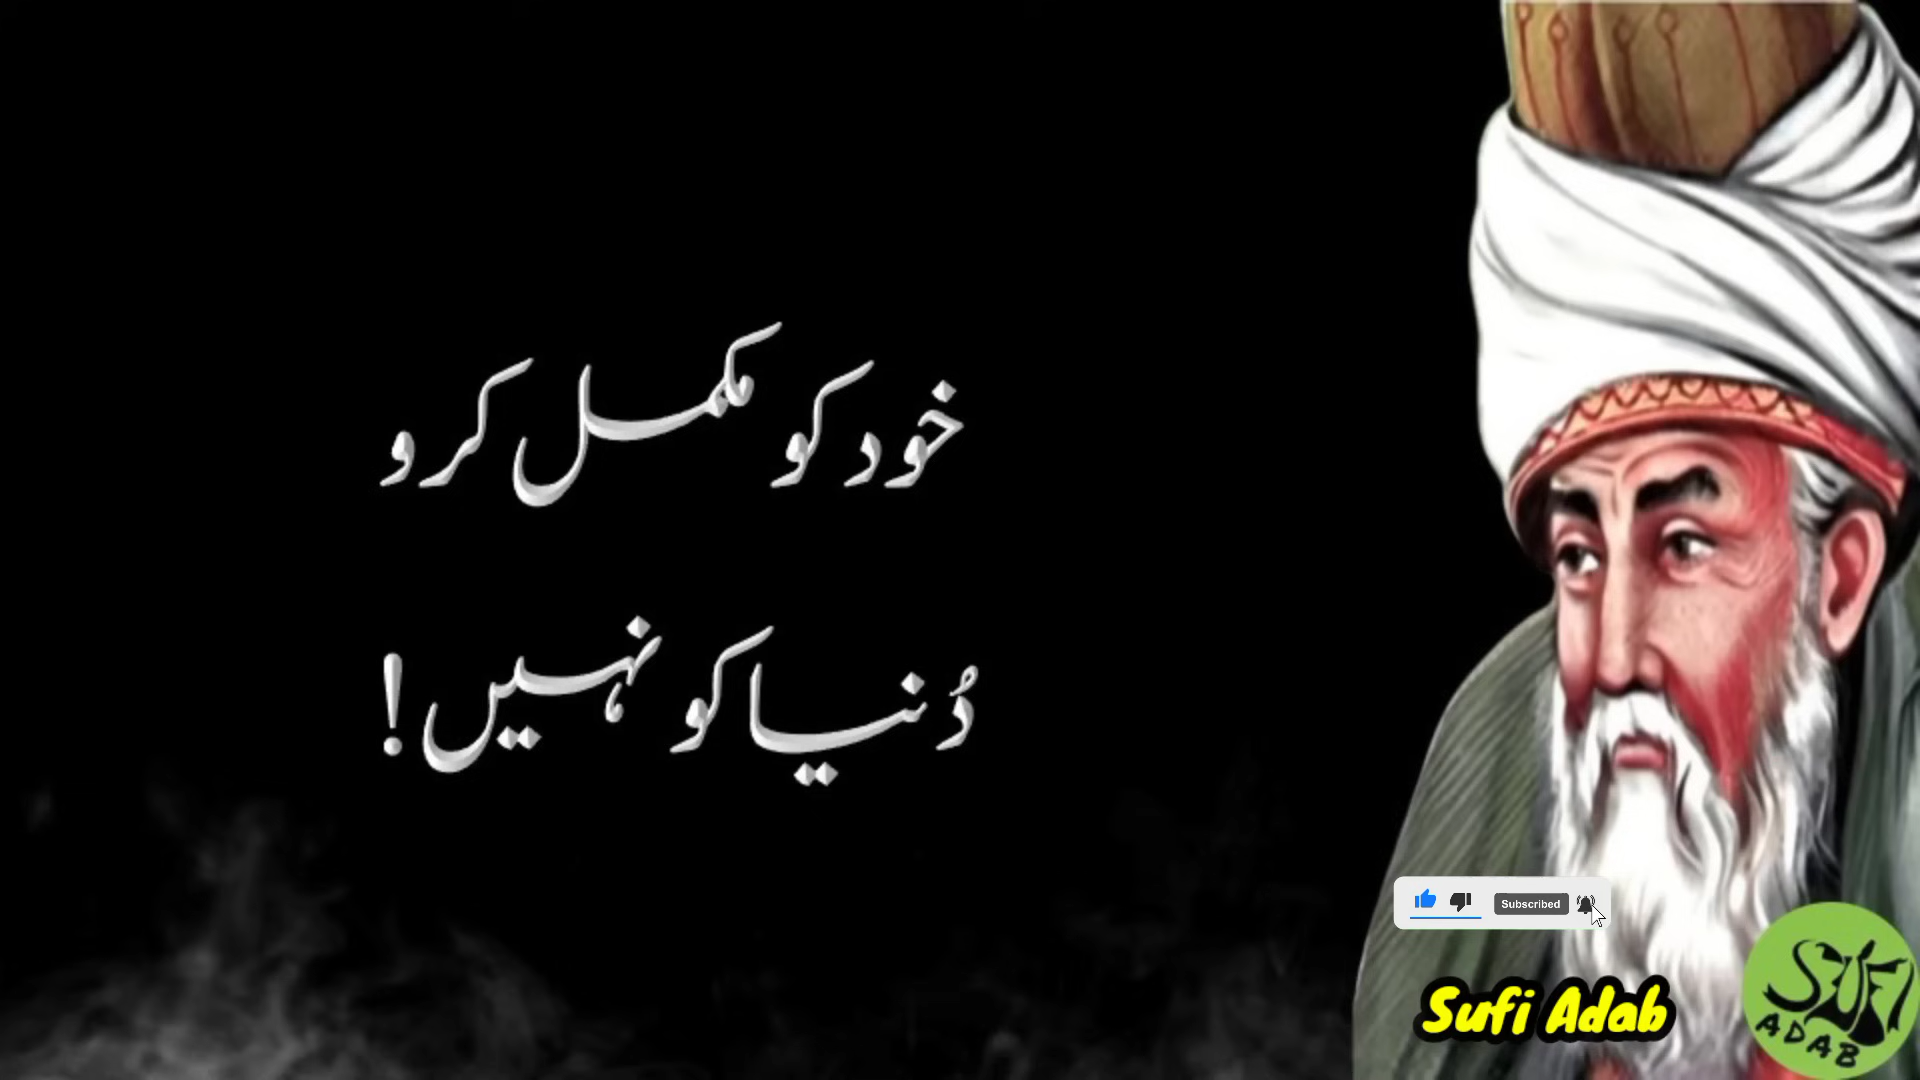 خود کو مکمل کرو
دُنیا کو نہیں!
Subscribed
Sufi Adab
SUFI
ADAB